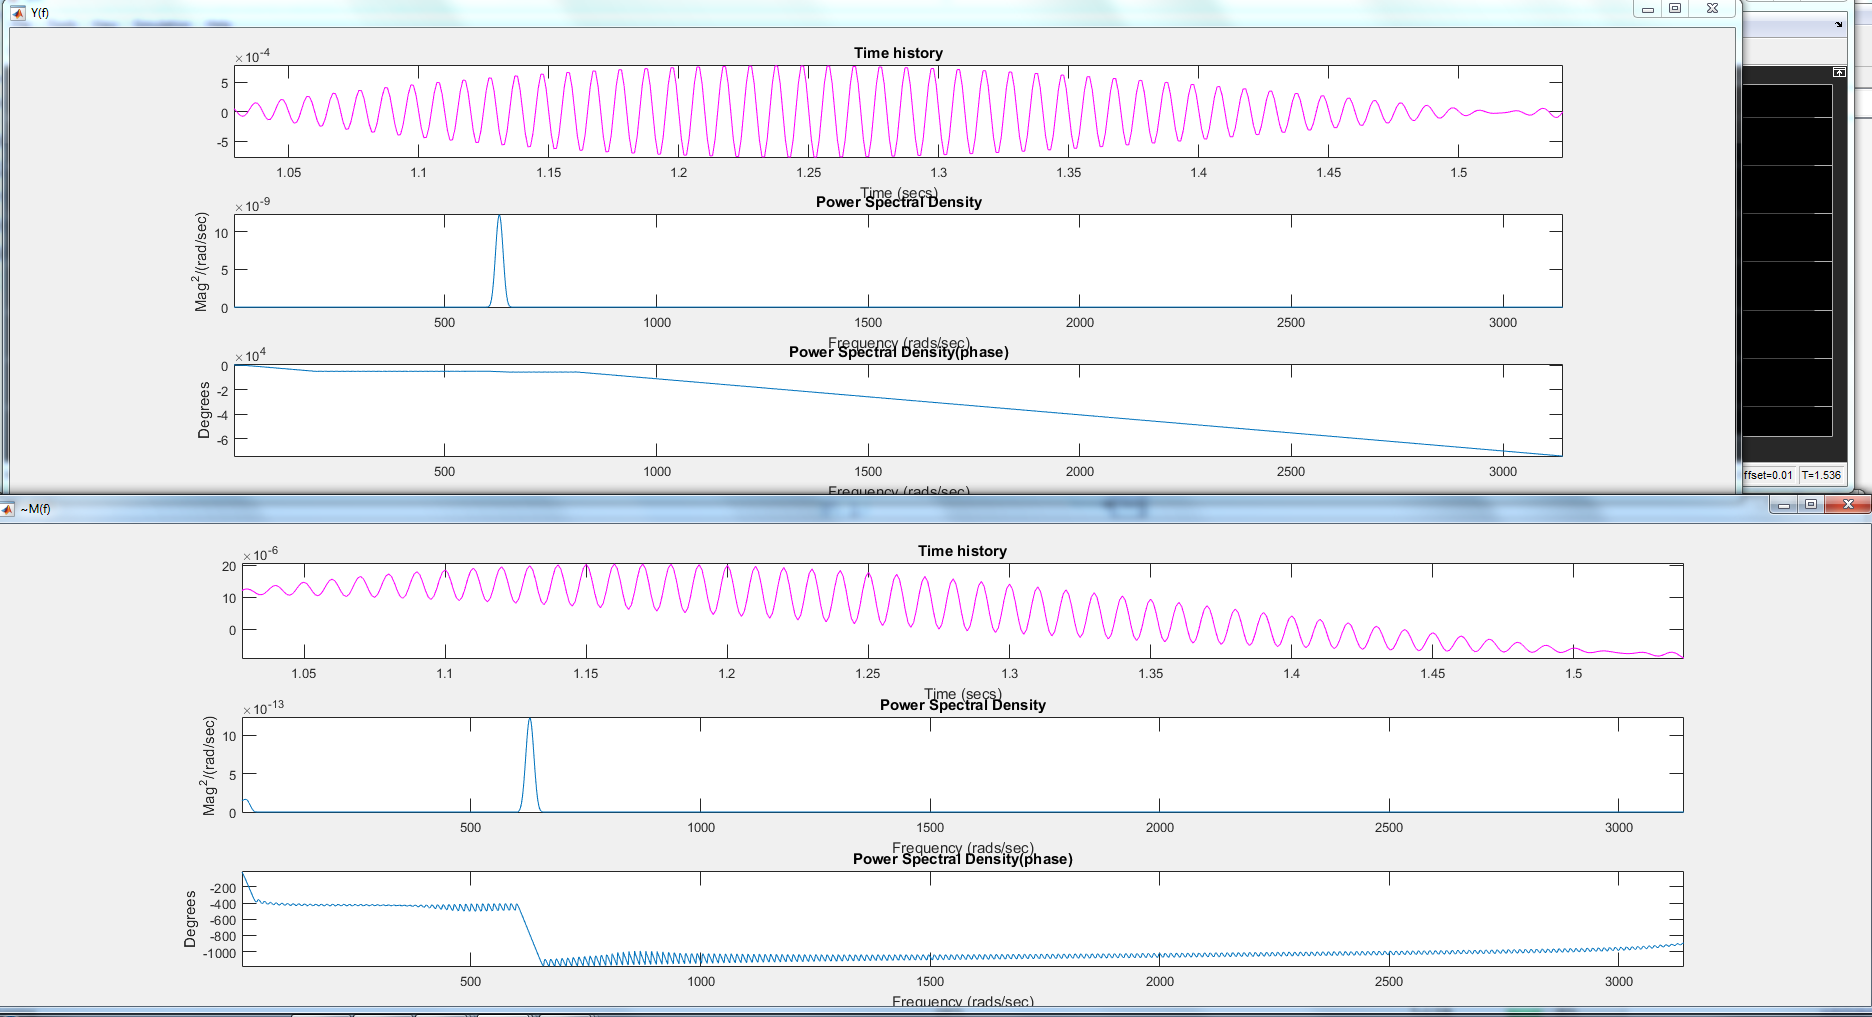 Y(f)
Time history
×10-4
5
0
-5
1.05 1.1 1.15 1.2 1.25 1.3 1.35 1.4 1.45 1.5
Time (secs)
Power Spectral Density
×10-9
Mag2/(rad/sec)
10
5
0
500 1000 1500 2000 2500 3000
Frequency (rads/sec)
Power Spectral Density(phase)
×104
Degrees
0
-2
-4
-6
500 1000 1500 2000 2500 3000
Frequency (rads/sec)
ffset=0.01 T=1.536
~M(f)
Time history
×10-6
20
10
0
1.05 1.1 1.15 1.2 1.25 1.3 1.35 1.4 1.45 1.5
Time (secs)
Power Spectral Density
×10-13
Mag2/(rad/sec)
10
5
0
500 1000 1500 2000 2500 3000
Frequency (rads/sec)
Power Spectral Density(phase)
Degrees
-200
-400
-600
-800
-1000
500 1000 1500 2000 2500 3000
Frequency (rads/sec)